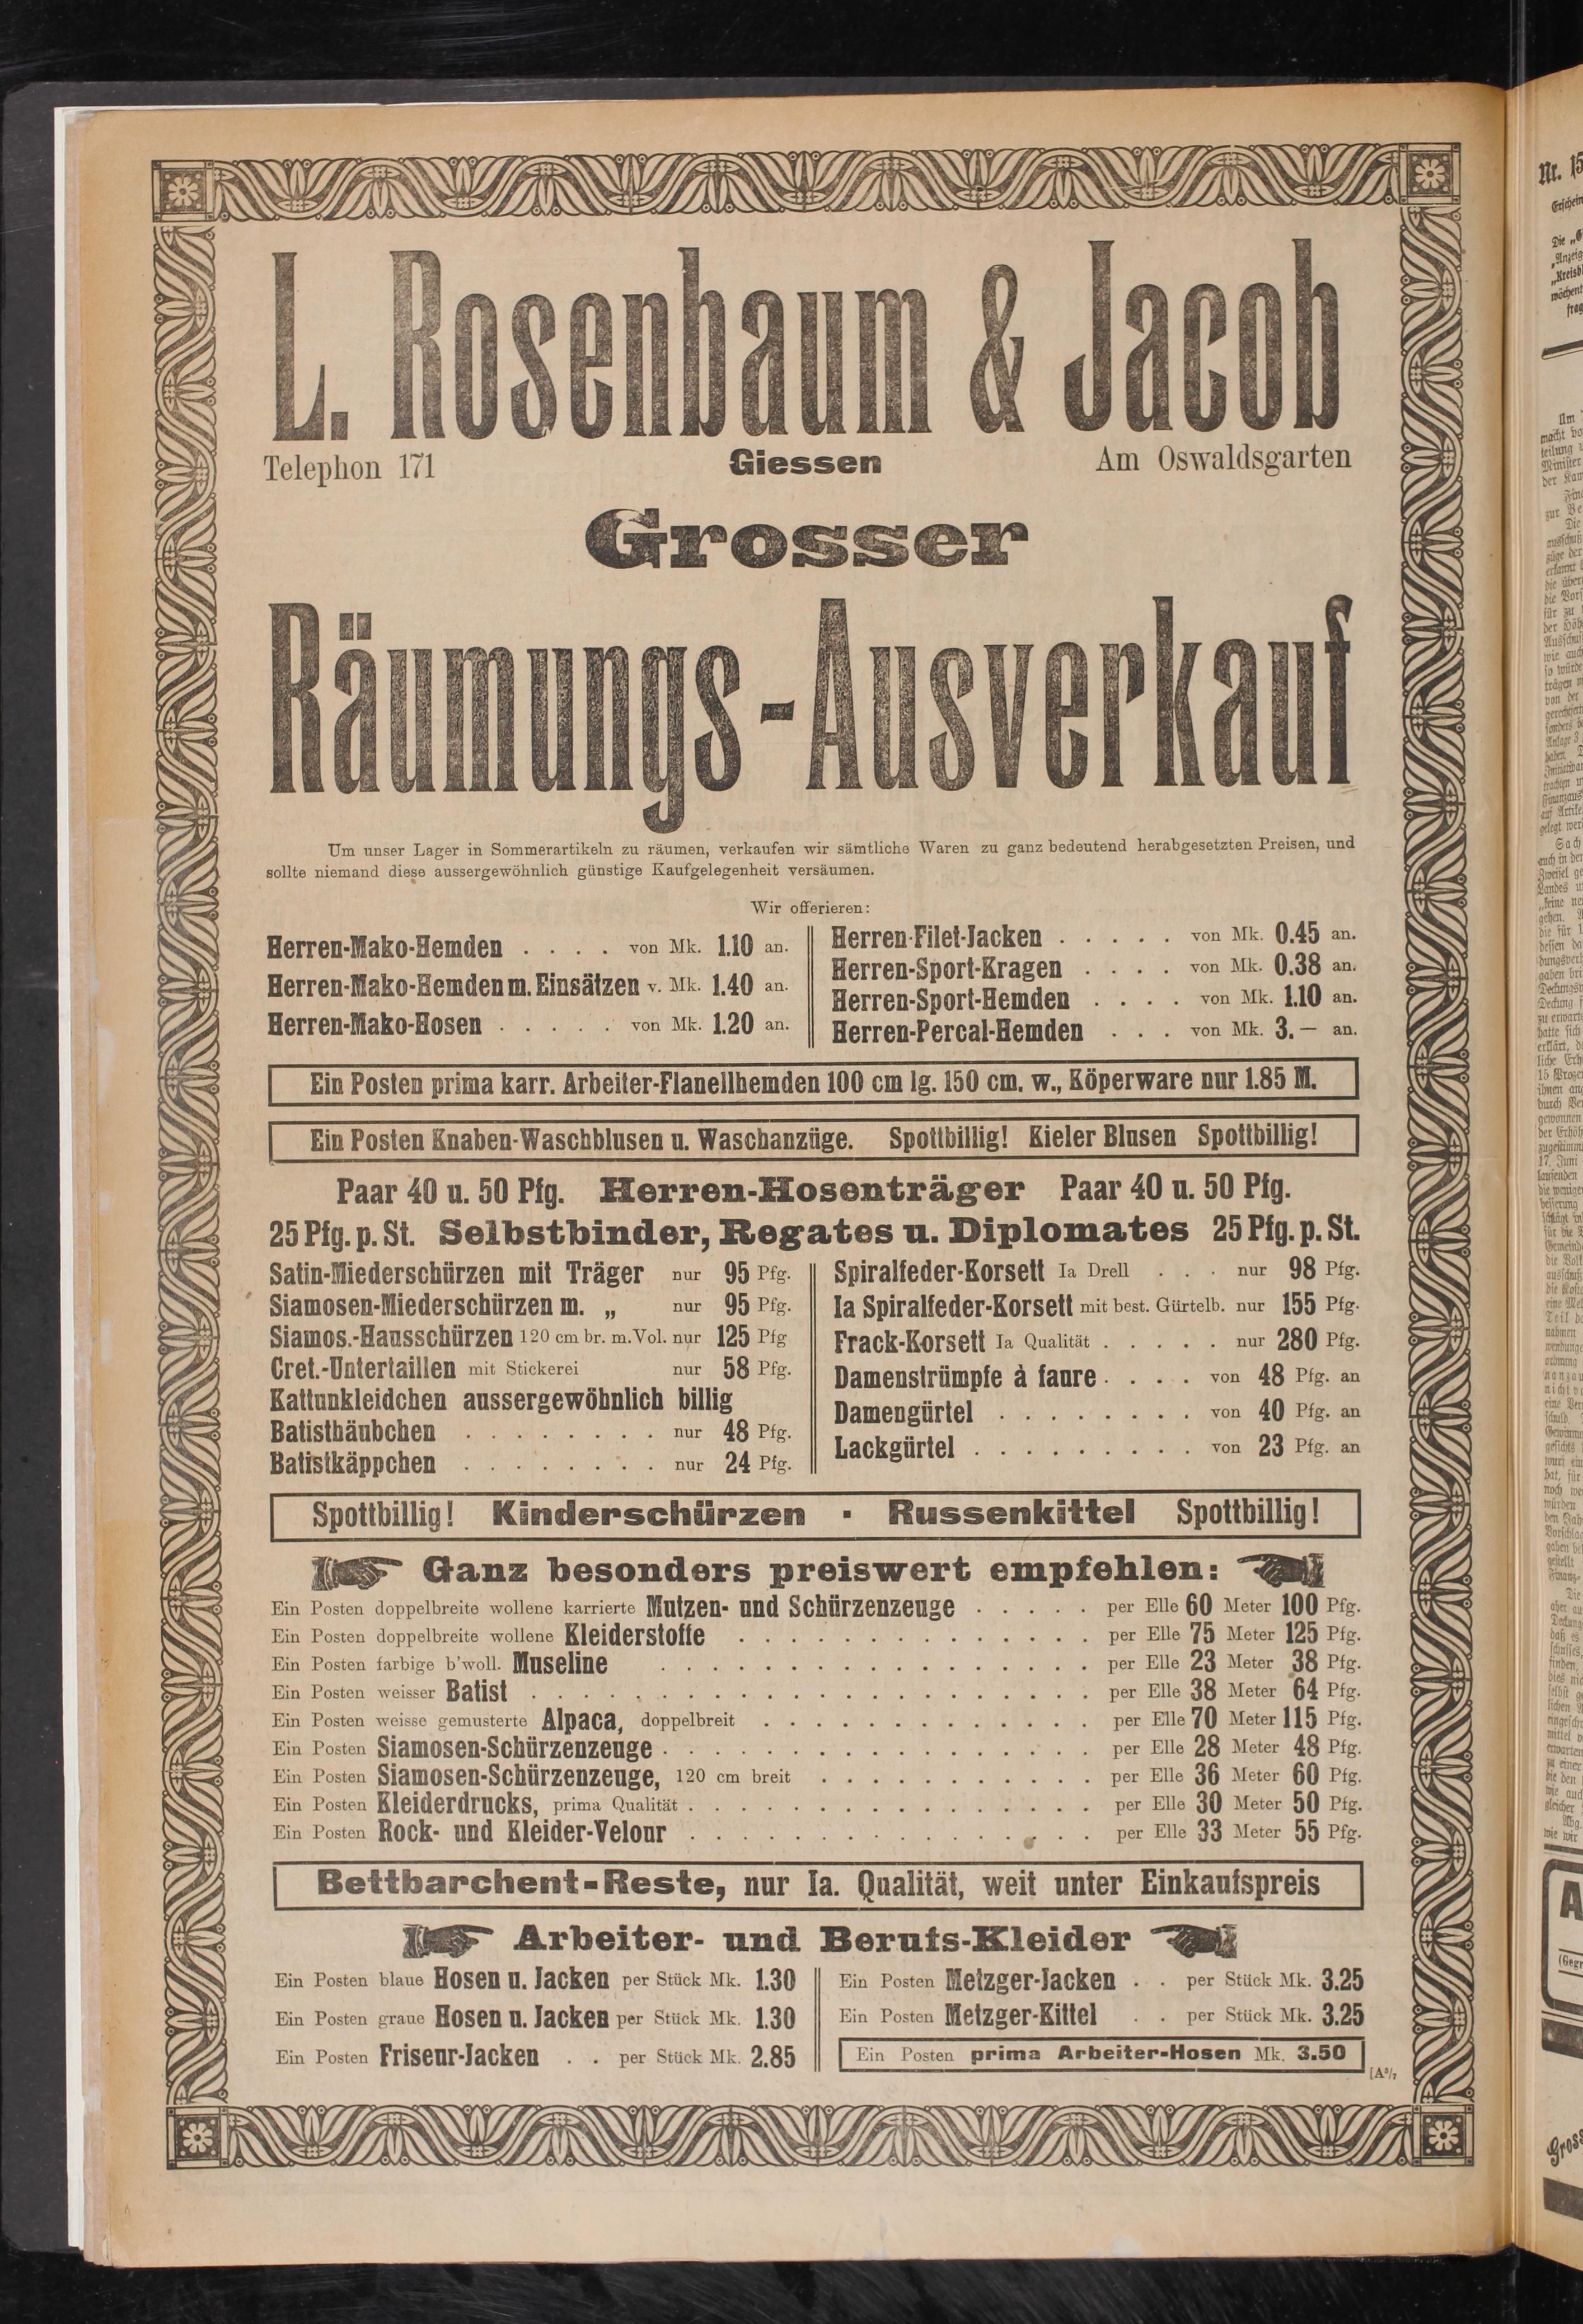 L. Rosenbaum & Jacob
Telephon 171 Giessen Am Oswaldsgarten
Grosser
Räumungs-Ausverkauf
Um unser Lager in Sommerartikeln zu räumen, verkaufen wir sämtliche Waren zu ganz bedeutend herabgesetzten Preisen, und
sollte niemand diese aussergewöhnlich günstige Kaufgelegenheit versäumen.
Wir offerieren:
Herren-Mako-Hemden . . . . von Mk. 1.10 an.
Herren-Mako-Hemden m. Einsätzen v. Mk. 1.40 an.
Herren-Mako-Hosen . . . . . von Mk. 1.20 an.
Herren-Filet-Jacken . . . . . von Mk. 0.45 an.
Herren-Sport-Kragen . . . . von Mk. 0.38 an.
Herren-Sport-Hemden . . . . von Mk. 1.10 an.
Herren-Percal-Hemden . . . von Mk. 3.— an.
Ein Posten prima karr. Arbeiter-Flanellhemden 100 cm lg. 150 cm. w., Köperware nur 1.85 M.
Ein Posten Knaben-Waschblusen u. Waschanzüge. Spottbillig! Kieler Blusen Spottbillig!
Paar 40 u. 50 Pfg. Herren-Hosenträger Paar 40 u. 50 Pfg.
25 Pfg. p. St. Selbstbinder, Regates u. Diplomates 25 Pfg. p. St.
Satin-Miederschürzen mit Träger nur 95 Pfg.
Siamosen-Miederschürzen m. „ nur 95 Pfg.
Siamos.-Hausschürzen 120 cm br. m. Vol. nur 125 Pfg
Cret.-Untertaillen mit Stickerei nur 58 Pfg.
Kattunkleidchen aussergewöhnlich billig
Batisthäubchen . . . . . . . . nur 48 Pfg.
Batistkäppchen . . . . . . . . nur 24 Pfg.
Spiralfeder-Korsett Ia Drell . . . nur 98 Pfg.
Ia Spiralfeder-Korsett mit best. Gürtelb. nur 155 Pfg.
Frack-Korsett Ia Qualität . . . . . nur 280 Pfg.
Damenstrümpfe à faure . . . . von 48 Pfg. an
Damengürtel . . . . . . . . von 40 Pfg. an
Lackgürtel . . . . . . . . . von 23 Pfg. an
Spottbillig! Kinderschürzen · Russenkittel Spottbillig!
Ganz besonders preiswert empfehlen:
Ein Posten doppelbreite wollene karrierte Mutzen- und Schürzenzeuge . . . . . per Elle 60 Meter 100 Pfg.
Ein Posten doppelbreite wollene Kleiderstoffe . . . . . . . . . . . . . . per Elle 75 Meter 125 Pfg.
Ein Posten farbige b'woll. Museline . . . . . . . . . . . . . . . . . per Elle 23 Meter 38 Pfg.
Ein Posten weisser Batist . . . . . . . . . . . . . . . . . . . . . . per Elle 38 Meter 64 Pfg.
Ein Posten weisse gemusterte Alpaca, doppelbreit . . . . . . . . . . . . . per Elle 70 Meter 115 Pfg.
Ein Posten Siamosen-Schürzenzeuge . . . . . . . . . . . . . . . . . per Elle 28 Meter 48 Pfg.
Ein Posten Siamosen-Schürzenzeuge, 120 cm breit . . . . . . . . . . . per Elle 36 Meter 60 Pfg.
Ein Posten Kleiderdrucks, prima Qualität . . . . . . . . . . . . . . . . per Elle 30 Meter 50 Pfg.
Ein Posten Rock- und Kleider-Velour . . . . . . . . . . . . . . . . per Elle 33 Meter 55 Pfg.
Bettbarchent-Reste, nur Ia. Qualität, weit unter Einkaufspreis
Arbeiter- und Berufs-Kleider
Ein Posten blaue Hosen u. Jacken per Stück Mk. 1.30
Ein Posten graue Hosen u. Jacken per Stück Mk. 1.30
Ein Posten Friseur-Jacken . . per Stück Mk. 2.85
Ein Posten Metzger-Jacken . . per Stück Mk. 3.25
Ein Posten Metzger-Kittel . . per Stück Mk. 3.25
Ein Posten prima Arbeiter-Hosen Mk. 3.50